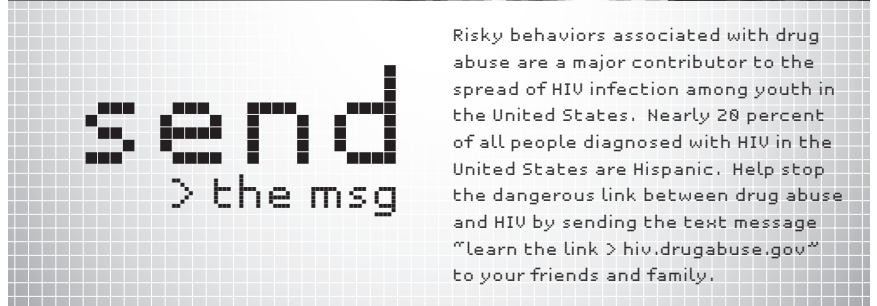 send
> the msg
Risky behaviors associated with drug
abuse are a major contributor to the
spread of HIV infection among youth in
the United States. Nearly 20 percent
of all people diagnosed with HIV in the
United States are Hispanic. Help stop
the dangerous link between drug abuse
and HIV by sending the text message
"learn the link > hiv.drugabuse.gov"
to your friends and family.